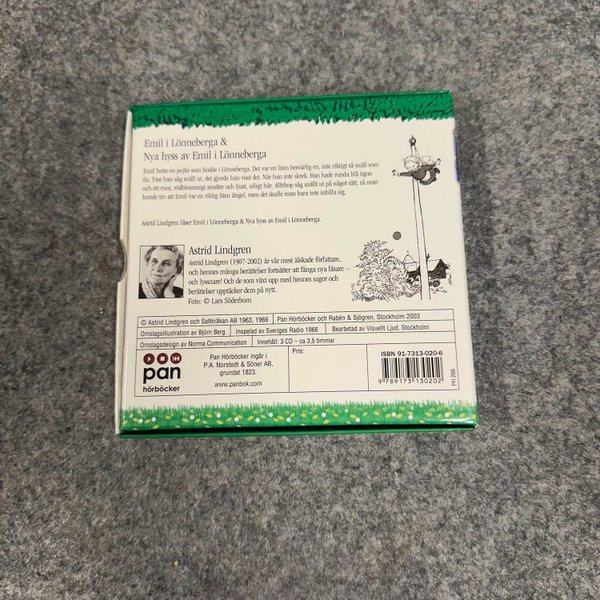 Emil i Lönneberga &
Nya hyss av Emil i Lönneberga
Emil hette en pojke som bodde i Lönneberga. Det var en liten besvärlig en, inte riktigt så snäll som
du. Fast han såg snäll ut, det gjorde han visst det. När han inte skrek. Han hade runda blå ögon
och ett runt, rödblommigt ansikte och ljust, ulligt hår. Alltihop såg snällt ut på något sätt, så man
kunde tro att Emil var en riktig liten ängel, men det skulle man bara inte inbilla sig.
Astrid Lindgren läser Emil i Lönneberga & Nya hyss av Emil i Lönneberga.
Astrid Lindgren
Astrid Lindgren (1907-2002) är vår mest älskade författare,
och hennes många berättelser fortsätter att fånga nya läsare –
och lyssnare! Och de som växt upp med hennes sagor och
berättelser upptäcker dem på nytt.
Foto: © Lars Söderbom
© Astrid Lindgren och Saltkråkan AB 1963, 1966 Pan Hörböcker och Rabén & Sjögren, Stockholm 2003
Omslagsillustration av Björn Berg Inspelad av Sveriges Radio 1966 Bearbetad av Visuellt Ljud, Stockholm
Omslagsdesign av Norma Communication Innehåll: 3 CD – ca 3,5 timmar
pan
hörböcker
Pan Hörböcker ingår i
P.A. Norstedt & Söner AB,
grundat 1823.
www.panbok.com
Pris:
ISBN 91-7313-020-6
9 789173 130202
PH 206